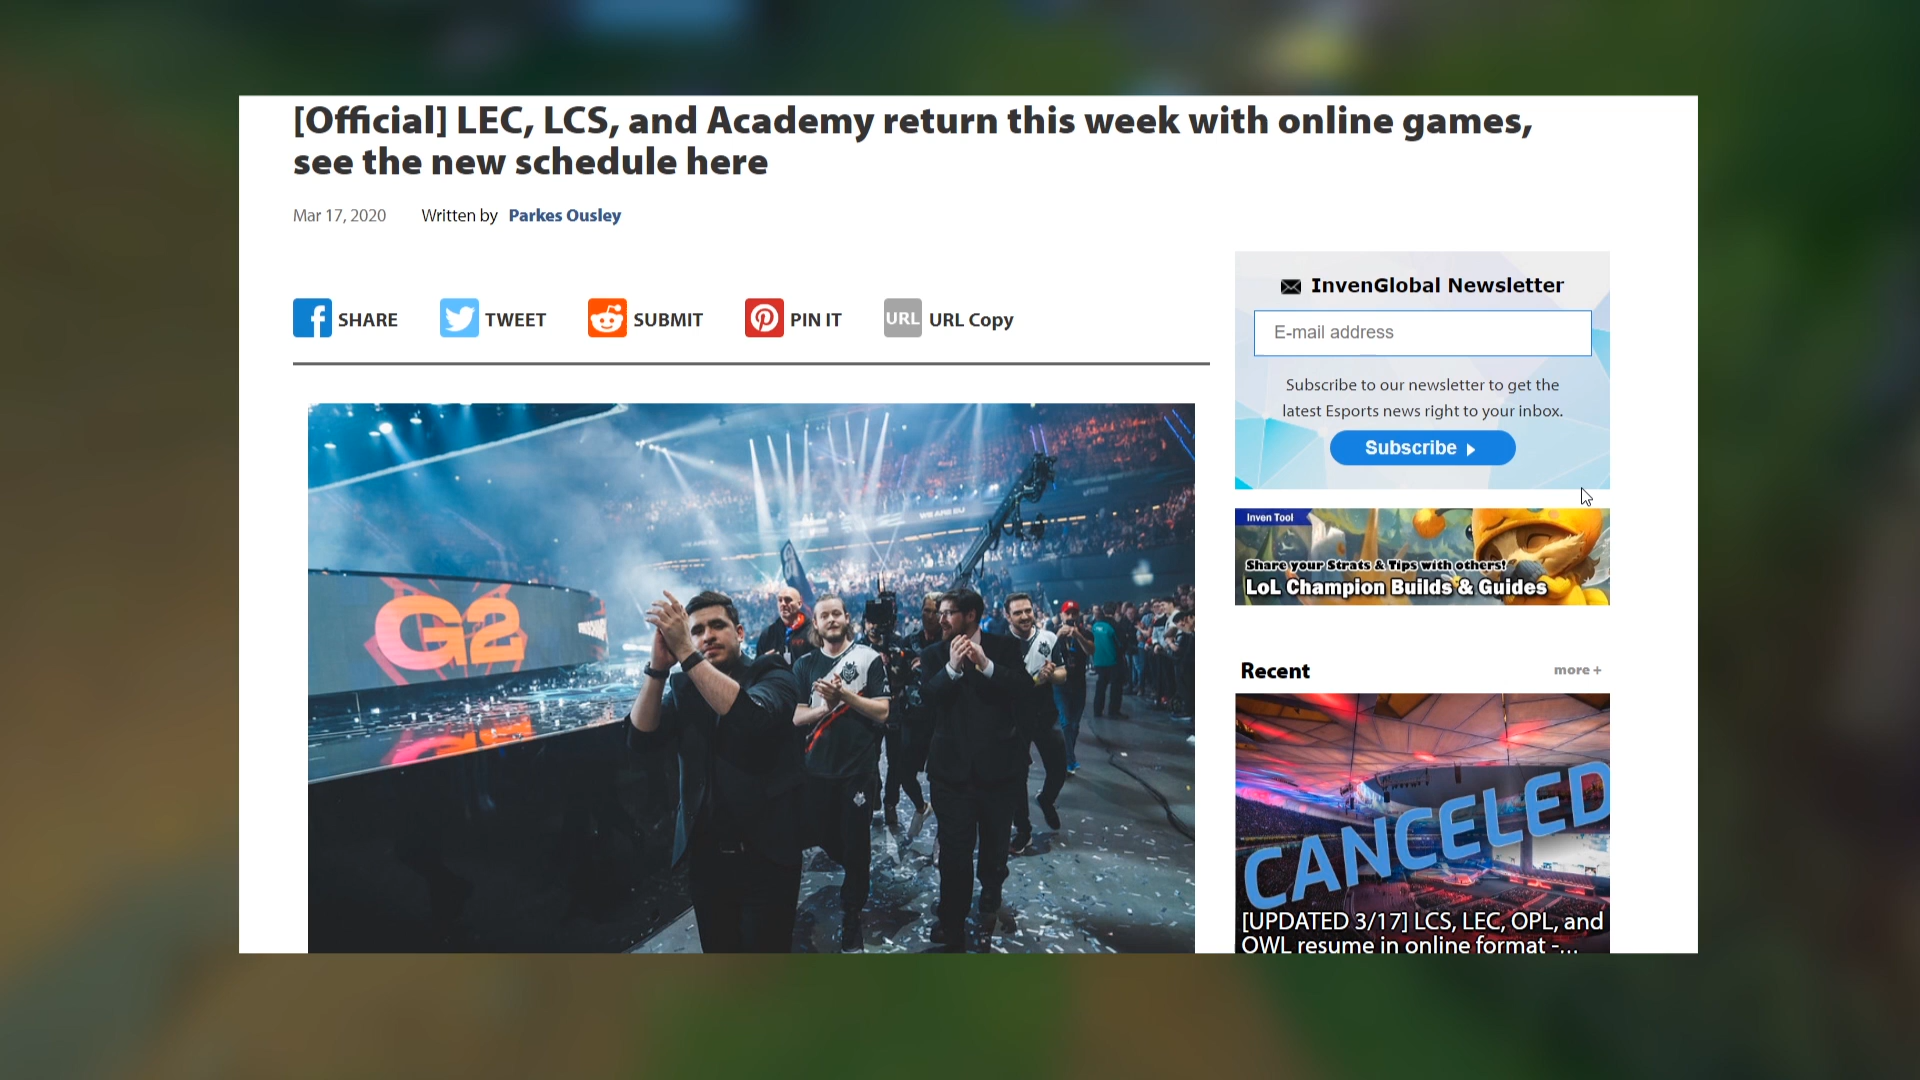 [Official] LEC, LCS, and Academy return this week with online games,
see the new schedule here
Mar 17, 2020 Written by Parkes Ousley
SHARE
TWEET
SUBMIT
PIN IT
URL URL Copy
G2
WE ARE EU
InvenGlobal Newsletter
E-mail address
Subscribe to our newsletter to get the
latest Esports news right to your inbox.
Subscribe
Inven Tool
Share your Strats & Tips with others!
LoL Champion Builds & Guides
Recent
more +
CANCELED
[UPDATED 3/17] LCS, LEC, OPL, and
OWL resume in online format -...